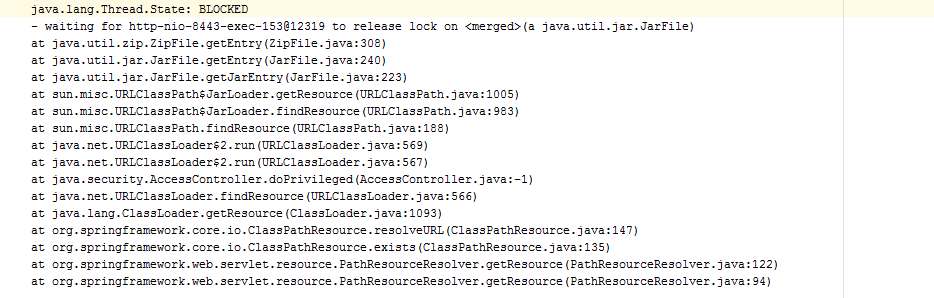 java.lang.Thread.State: BLOCKED
- waiting for http-nio-8443-exec-153@12319 to release lock on <merged>(a java.util.jar.JarFile)
at java.util.zip.ZipFile.getEntry(ZipFile.java:308)
at java.util.jar.JarFile.getEntry(JarFile.java:240)
at java.util.jar.JarFile.getJarEntry(JarFile.java:223)
at sun.misc.URLClassPath$JarLoader.getResource(URLClassPath.java:1005)
at sun.misc.URLClassPath$JarLoader.findResource(URLClassPath.java:983)
at sun.misc.URLClassPath.findResource(URLClassPath.java:188)
at java.net.URLClassLoader$2.run(URLClassLoader.java:569)
at java.net.URLClassLoader$2.run(URLClassLoader.java:567)
at java.security.AccessController.doPrivileged(AccessController.java:-1)
at java.net.URLClassLoader.findResource(URLClassLoader.java:566)
at java.lang.ClassLoader.getResource(ClassLoader.java:1093)
at org.springframework.core.io.ClassPathResource.resolveURL(ClassPathResource.java:147)
at org.springframework.core.io.ClassPathResource.exists(ClassPathResource.java:135)
at org.springframework.web.servlet.resource.PathResourceResolver.getResource(PathResourceResolver.java:122)
at org.springframework.web.servlet.resource.PathResourceResolver.getResource(PathResourceResolver.java:94)